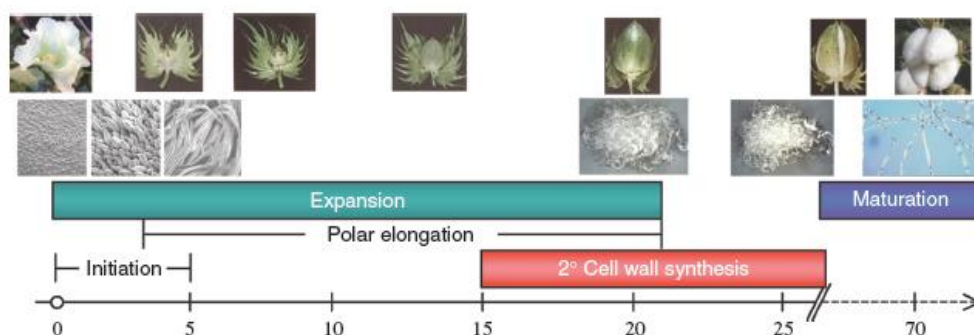 Expansion
Maturation
Polar elongation
Initiation
2° Cell wall synthesis
0 5 10 15 20 25 70